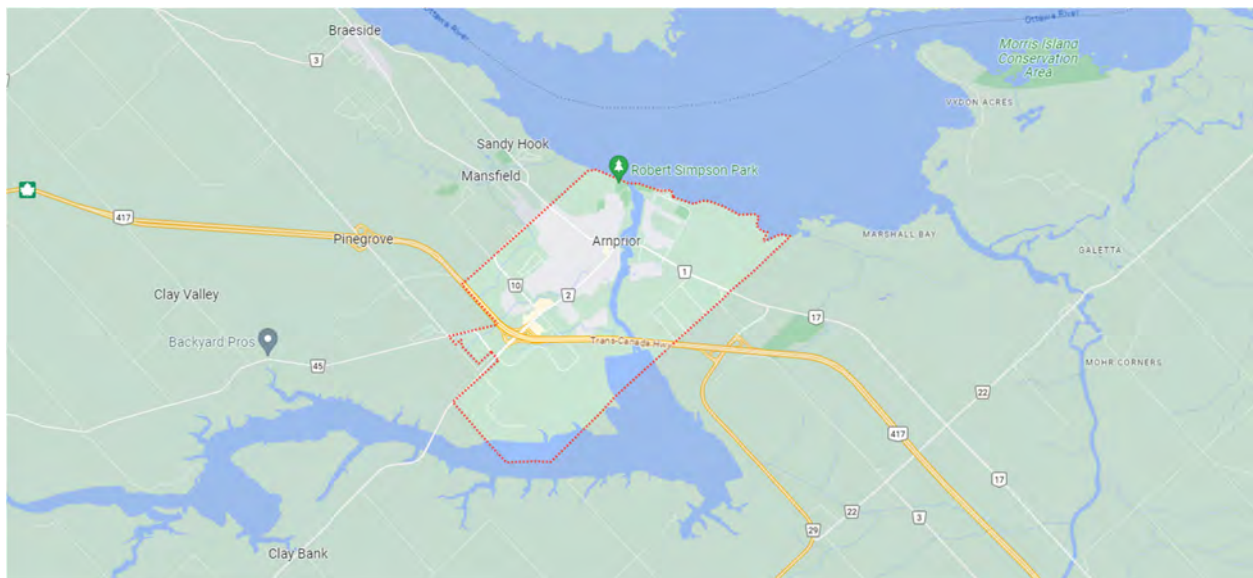 Ottawa River
Ottawa River
Braeside
3
Morris Island
Conservation
Area
VYDON ACRES
Sandy Hook
Robert Simpson Park
Mansfield
417
Pinegrove
Arnprior
MARSHALL BAY
GALETTA
1
10
2
Clay Valley
17
Backyard Pros
Trans-Canada Hwy
45
MOHR CORNERS
22
417
17
22
3
29
Clay Bank